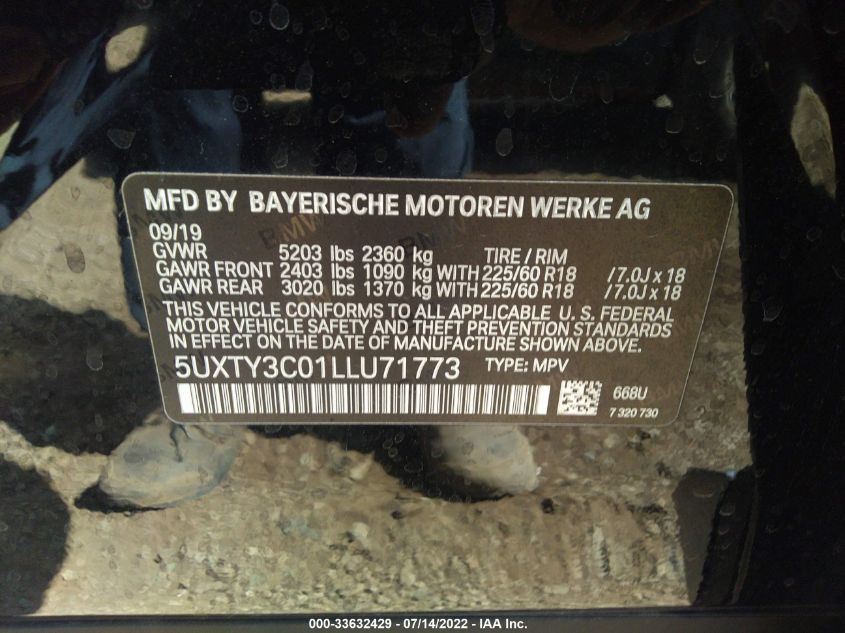 MFD BY BAYERISCHE MOTOREN WERKE AG
09/19
GVWR 5203 lbs 2360 kg TIRE / RIM
GAWR FRONT 2403 lbs 1090 kg WITH 225/60 R18 /7.0J x 18
GAWR REAR 3020 lbs 1370 kg WITH 225/60 R18 /7.0J x 18
THIS VEHICLE CONFORMS TO ALL APPLICABLE U. S. FEDERAL
MOTOR VEHICLE SAFETY AND THEFT PREVENTION STANDARDS
IN EFFECT ON THE DATE OF MANUFACTURE SHOWN ABOVE.
5UXTY3C01LLU71773 TYPE: MPV
668U
7 320 730
000-33632429 - 07/14/2022 - IAA Inc.